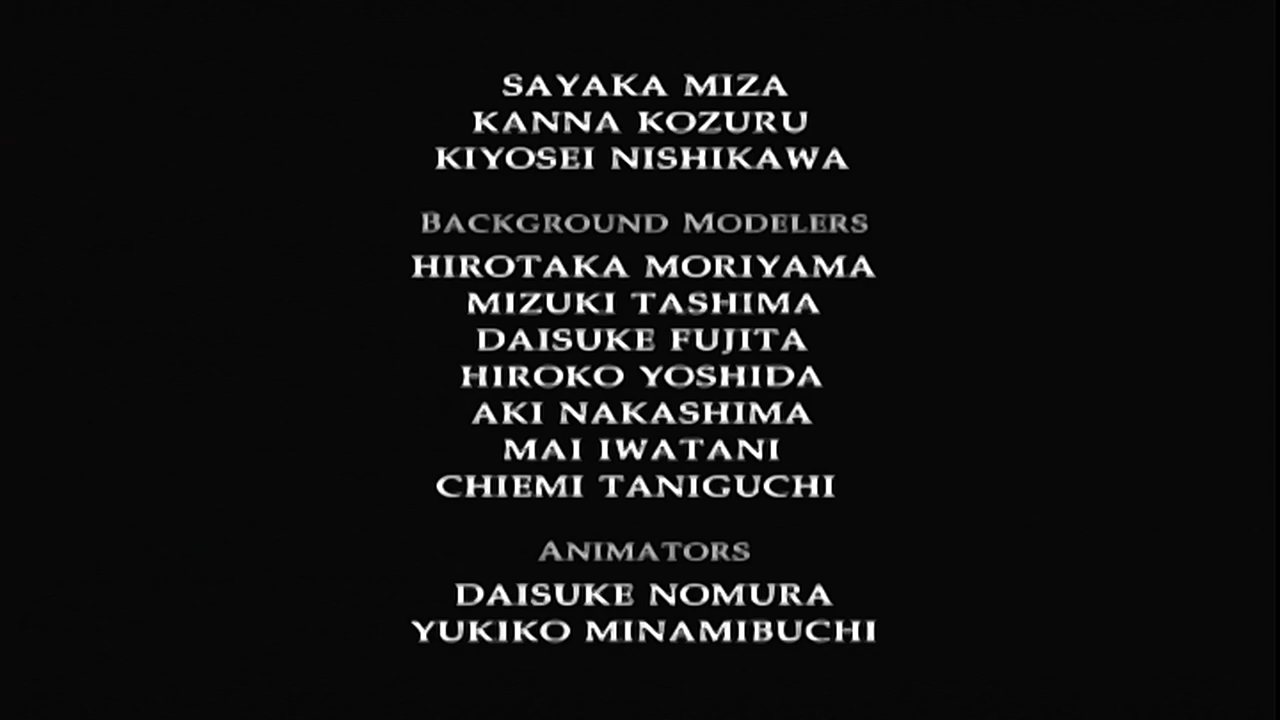 SAYAKA MIZA
KANNA KOZURU
KIYOSEI NISHIKAWA
BACKGROUND MODELERS
HIROTAKA MORIYAMA
MIZUKI TASHIMA
DAISUKE FUJITA
HIROKO YOSHIDA
AKI NAKASHIMA
MAI IWATANI
CHIEMI TANIGUCHI
ANIMATORS
DAISUKE NOMURA
YUKIKO MINAMIBUCHI